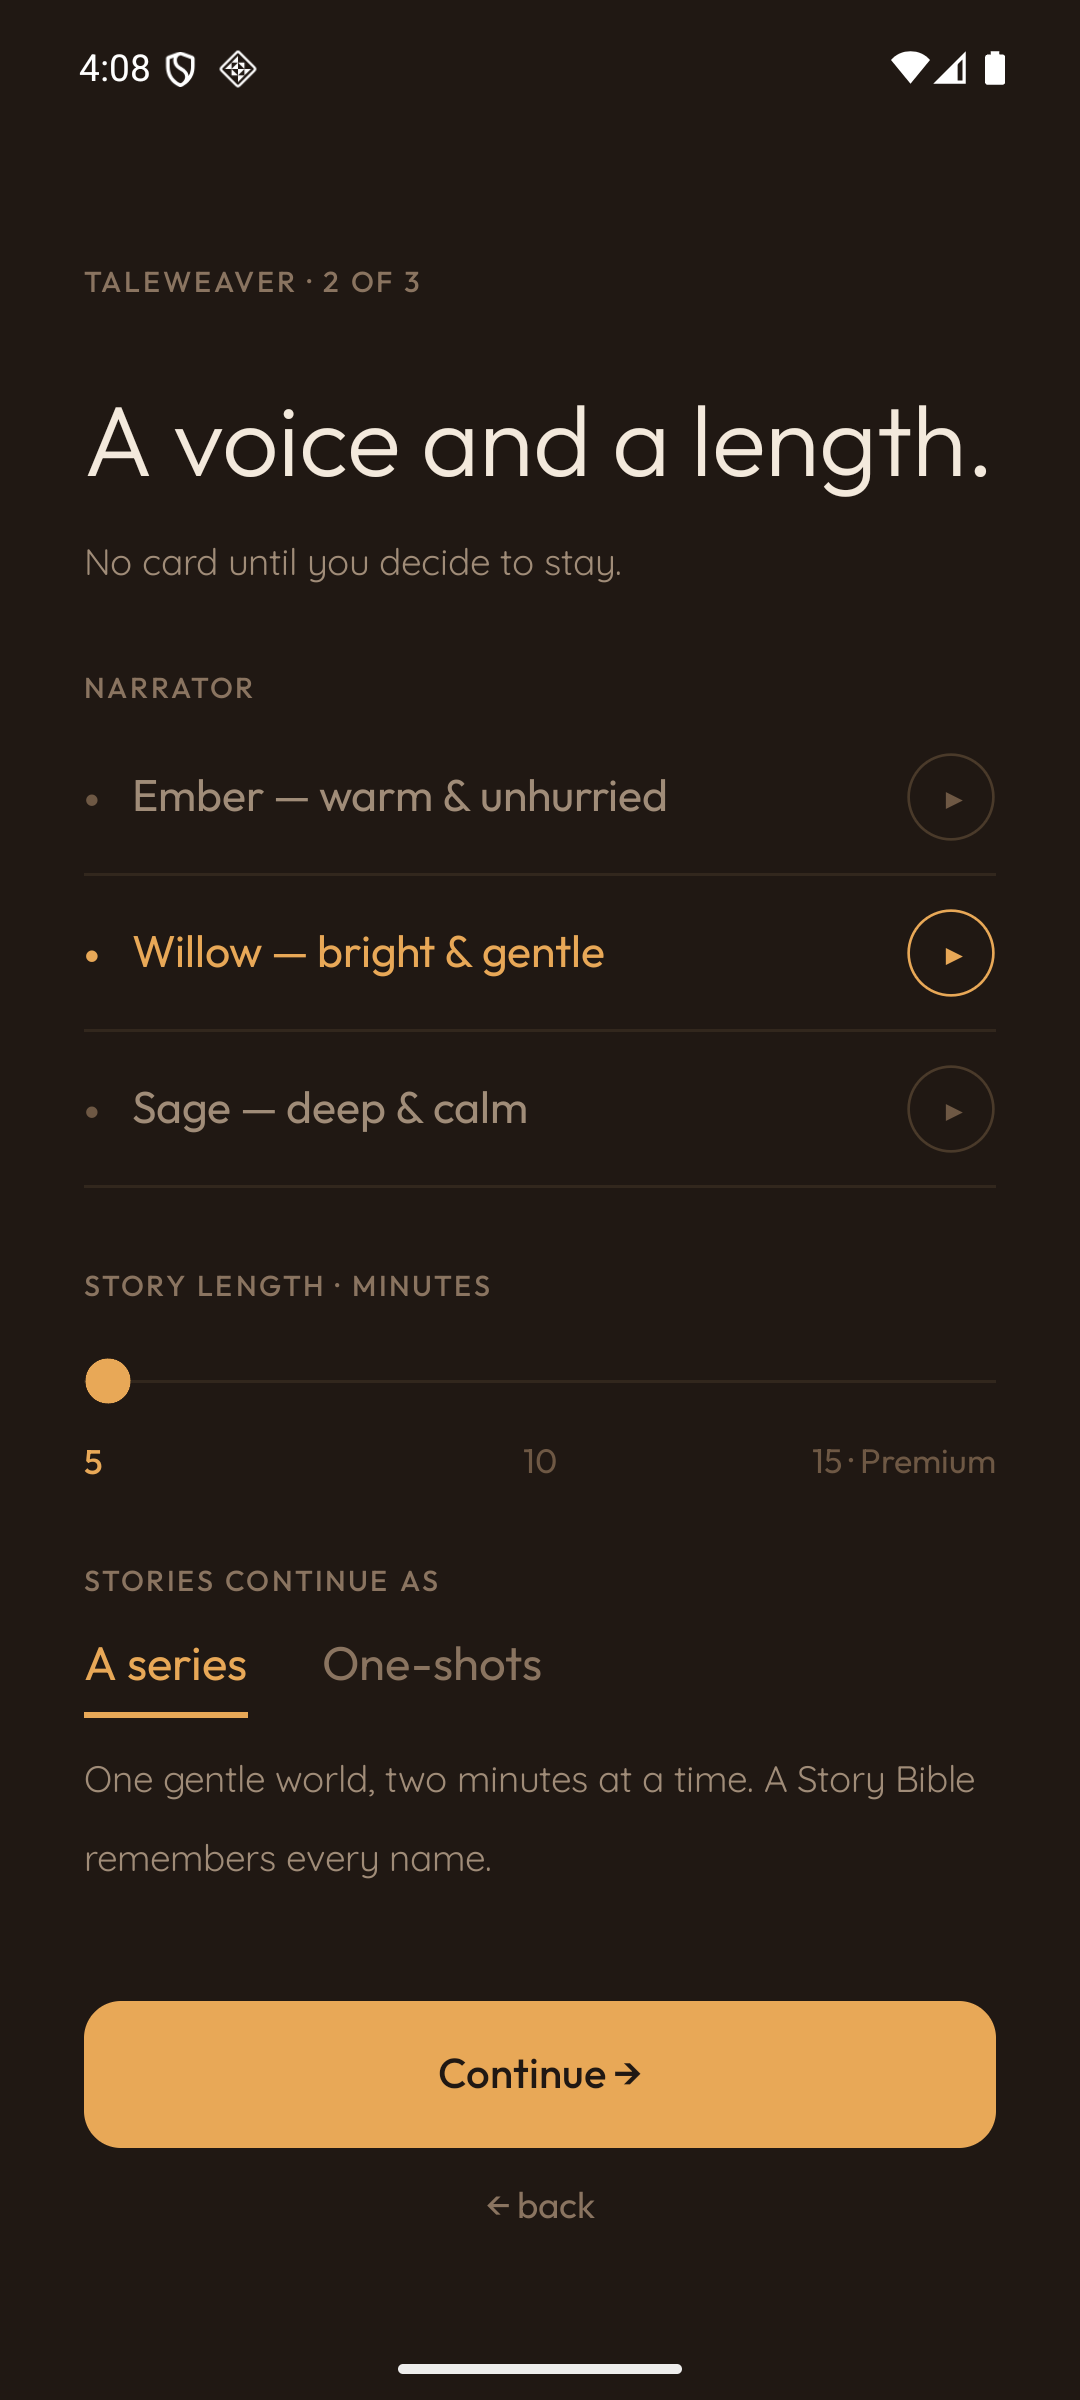 4:08
TALEWEAVER · 2 OF 3
A voice and a length.
No card until you decide to stay.
NARRATOR
• Ember — warm & unhurried ▶
• Willow — bright & gentle ▶
• Sage — deep & calm ▶
STORY LENGTH · MINUTES
5 10 15 · Premium
STORIES CONTINUE AS
A series One-shots
One gentle world, two minutes at a time. A Story Bible
remembers every name.
Continue →
← back